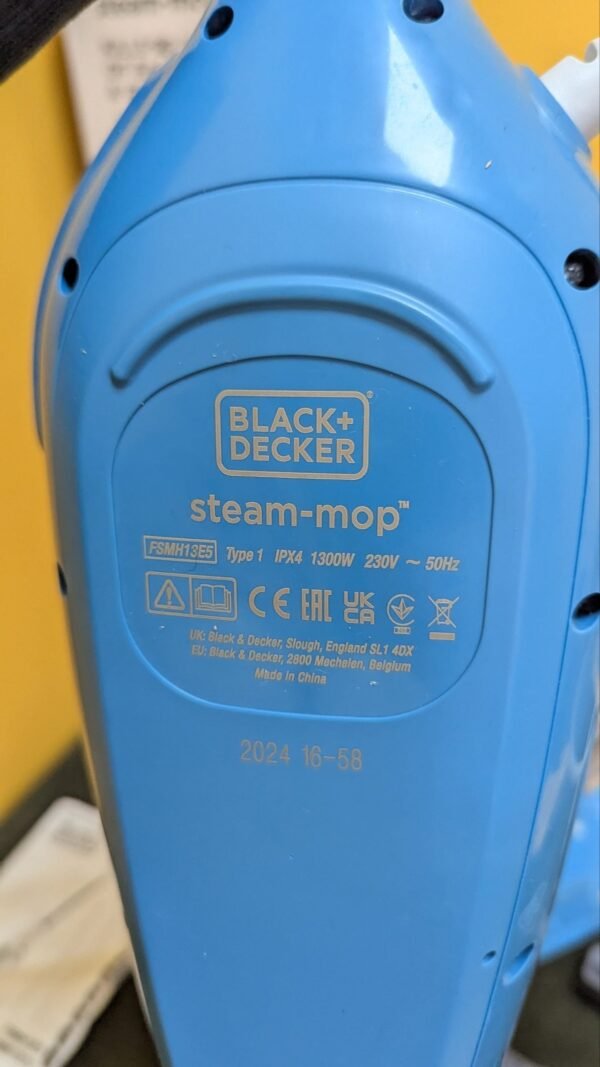 BLACK+
DECKER®
steam-mop™
FSMH13E5 Type 1 IPX4 1300W 230V ~ 50Hz
CE EAC UK
CA
UK: Black & Decker, Slough, England SL1 4DX
EU: Black & Decker, 2800 Mechelen, Belgium
Made in China
2024 16-58